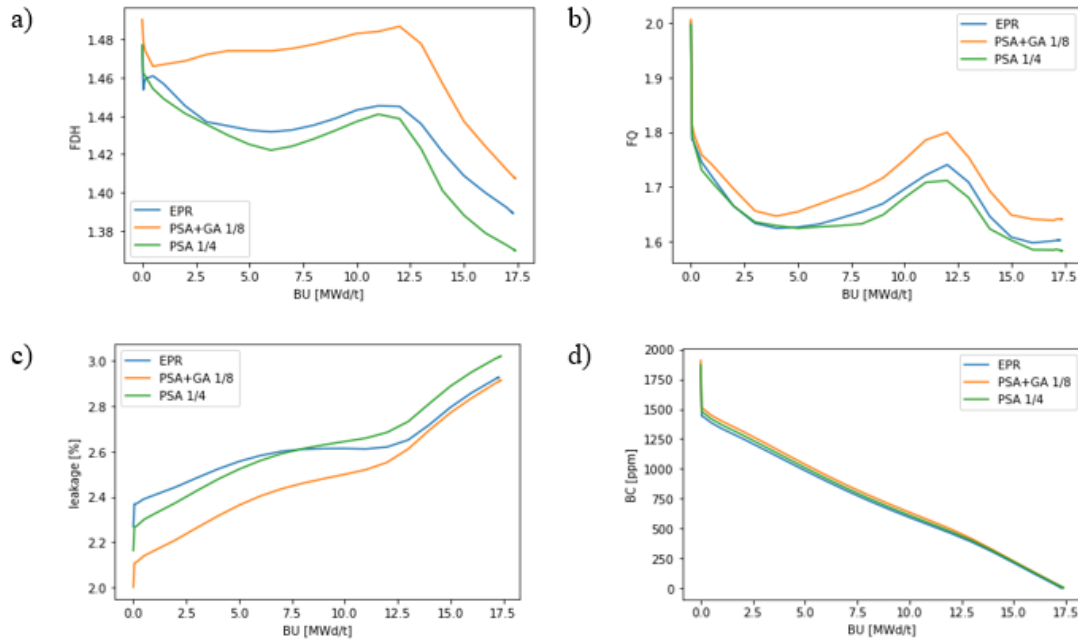 a)
1.48
1.46
1.44
1.42
1.40
1.38
FDH
EPR
PSA+GA 1/8
PSA 1/4
0.0 2.5 5.0 7.5 10.0 12.5 15.0 17.5
BU [MWd/t]
b)
2.0
1.9
1.8
1.7
1.6
FQ
EPR
PSA+GA 1/8
PSA 1/4
0.0 2.5 5.0 7.5 10.0 12.5 15.0 17.5
BU [MWd/t]
c)
3.0
2.8
2.6
2.4
2.2
2.0
leakage [%]
EPR
PSA+GA 1/8
PSA 1/4
0.0 2.5 5.0 7.5 10.0 12.5 15.0 17.5
BU [MWd/t]
d)
2000
1750
1500
1250
1000
750
500
250
0
BC [ppm]
EPR
PSA+GA 1/8
PSA 1/4
0.0 2.5 5.0 7.5 10.0 12.5 15.0 17.5
BU [MWd/t]